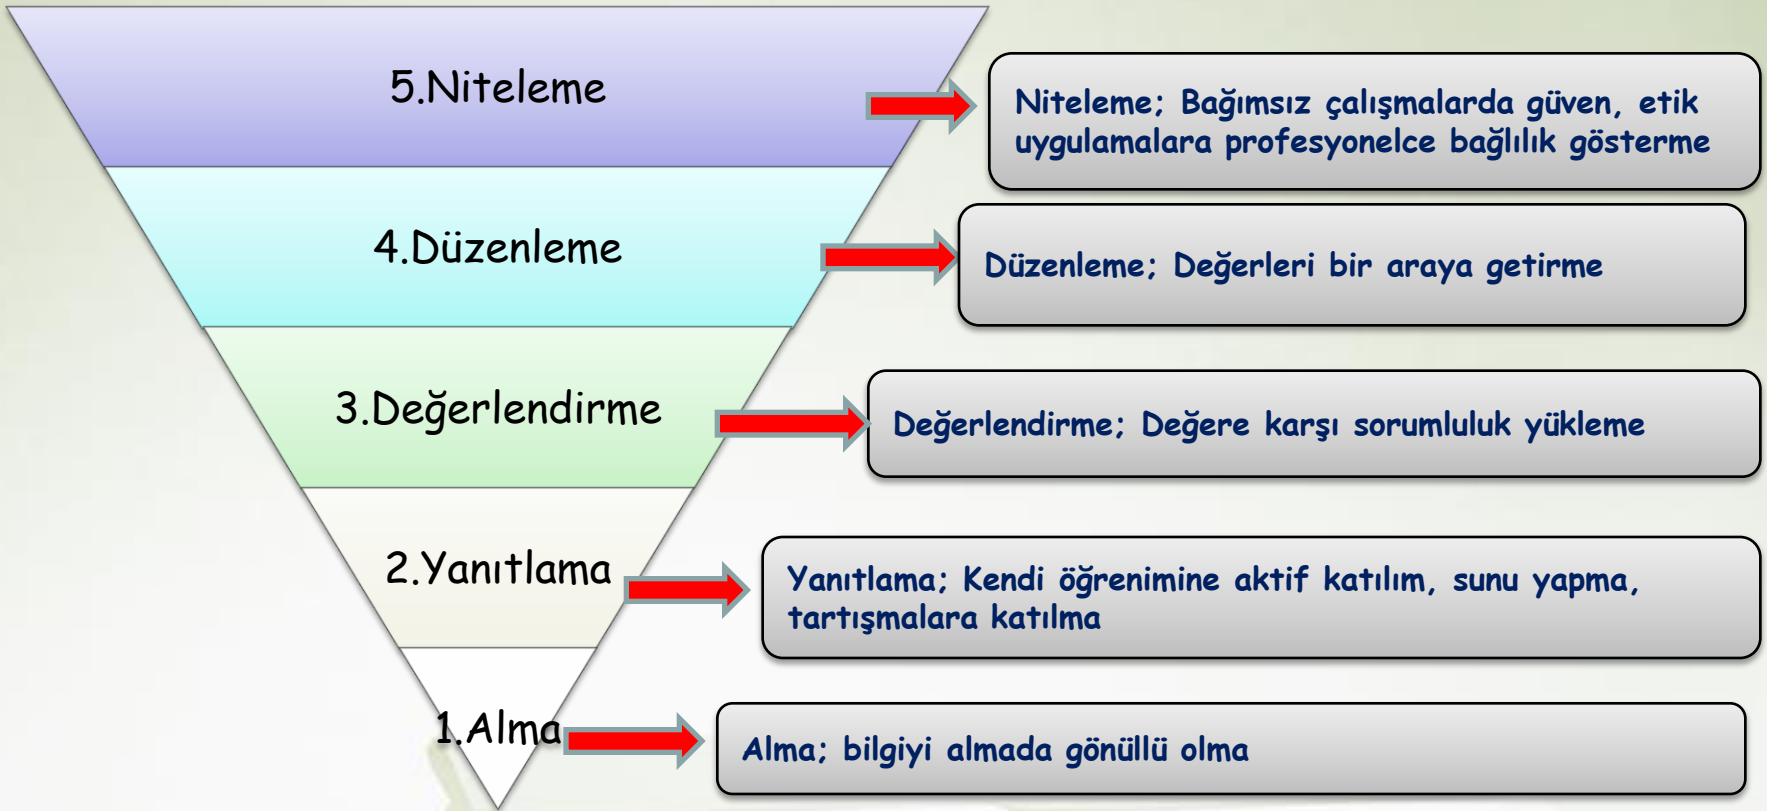 5.Niteleme
Niteleme; Bağımsız çalışmalarda güven, etik
uygulamalara profesyonelce bağlılık gösterme
4.Düzenleme
Düzenleme; Değerleri bir araya getirme
3.Değerlendirme
Değerlendirme; Değere karşı sorumluluk yükleme
2.Yanıtlama
Yanıtlama; Kendi öğrenimine aktif katılım, sunu yapma,
tartışmalara katılma
1.Alma
Alma; bilgiyi almada gönüllü olma